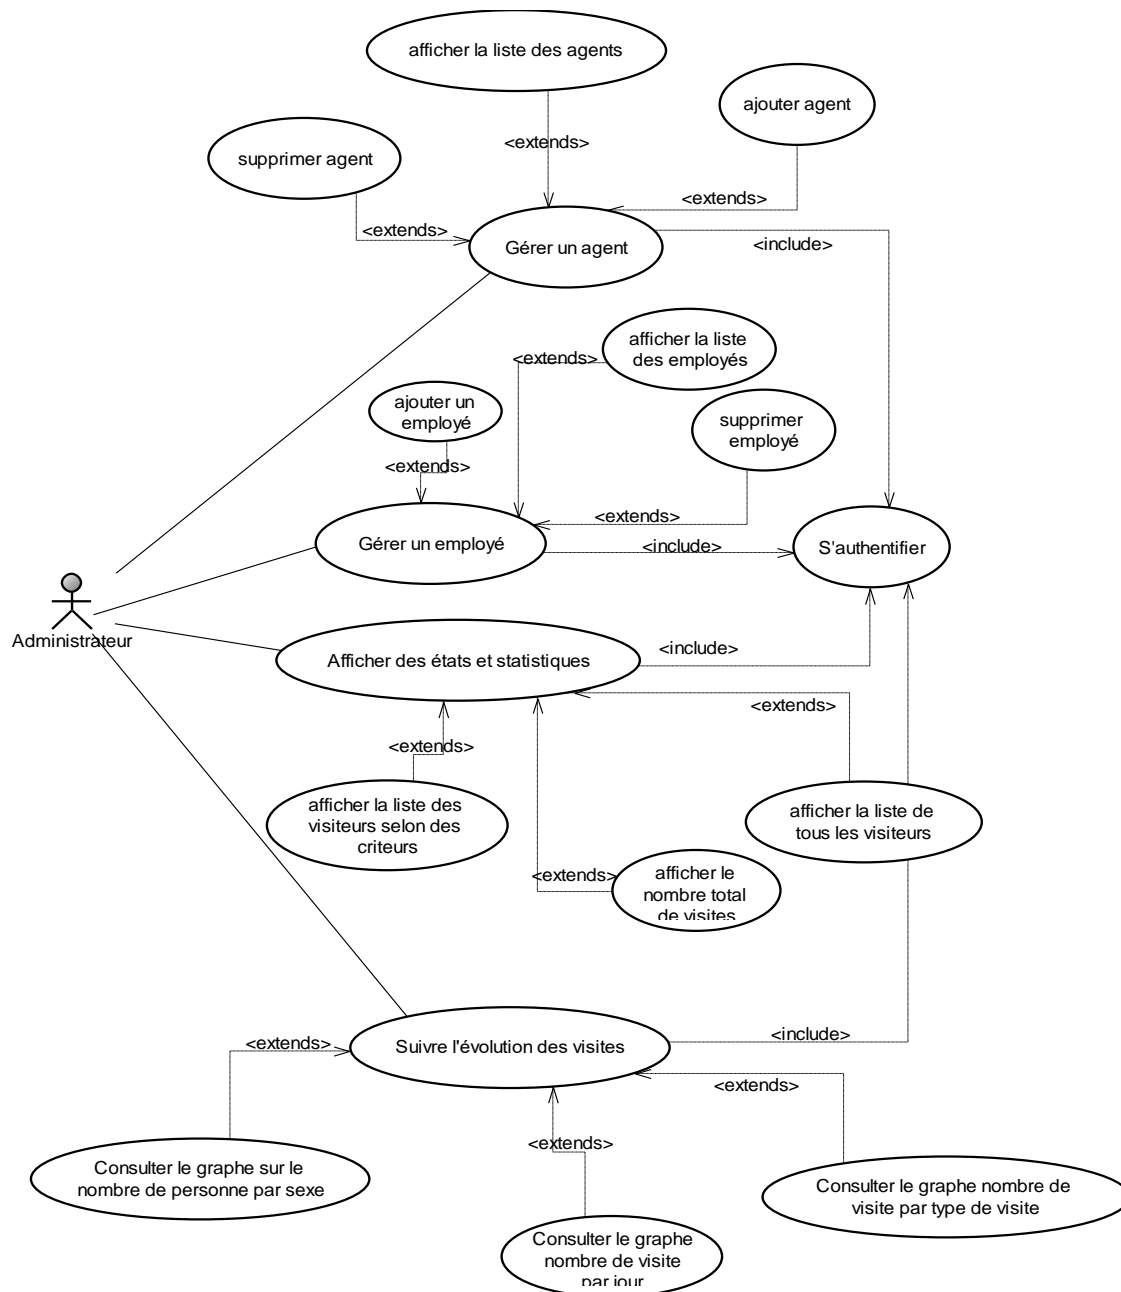 afficher la liste des agents
ajouter agent
<extends>
supprimer agent
<extends>
<extends>
<include>
Gérer un agent
afficher la liste
des employés
<extends>
ajouter un
employé
supprimer
employé
<extends>
<extends>
Gérer un employé
<include>
S'authentifier
Administrateur
Afficher des états et statistiques
<include>
<extends>
<extends>
afficher la liste des
visiteurs selon des
criteurs
afficher la liste de
tous les visiteurs
<extends>
afficher le
nombre total
de visites
<include>
<extends>
Suivre l'évolution des visites
<extends>
<extends>
Consulter le graphe sur le
nombre de personne par sexe
Consulter le graphe nombre de
visite par type de visite
Consulter le graphe
nombre de visite
par jour